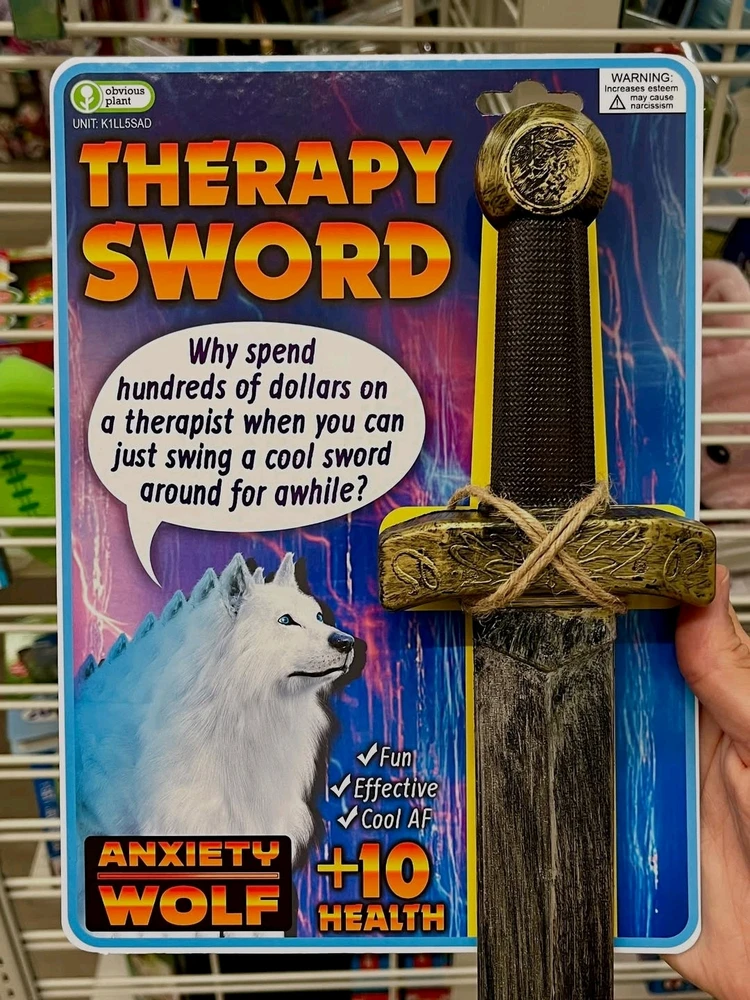 obvious
plant
UNIT: K1LL5SAD
WARNING:
Increases esteem
may cause
narcissism
THERAPY
SWORD
Why spend
hundreds of dollars on
a therapist when you can
just swing a cool sword
around for awhile?
✓Fun
✓Effective
✓Cool AF
ANXIETY
WOLF
+10
HEALTH